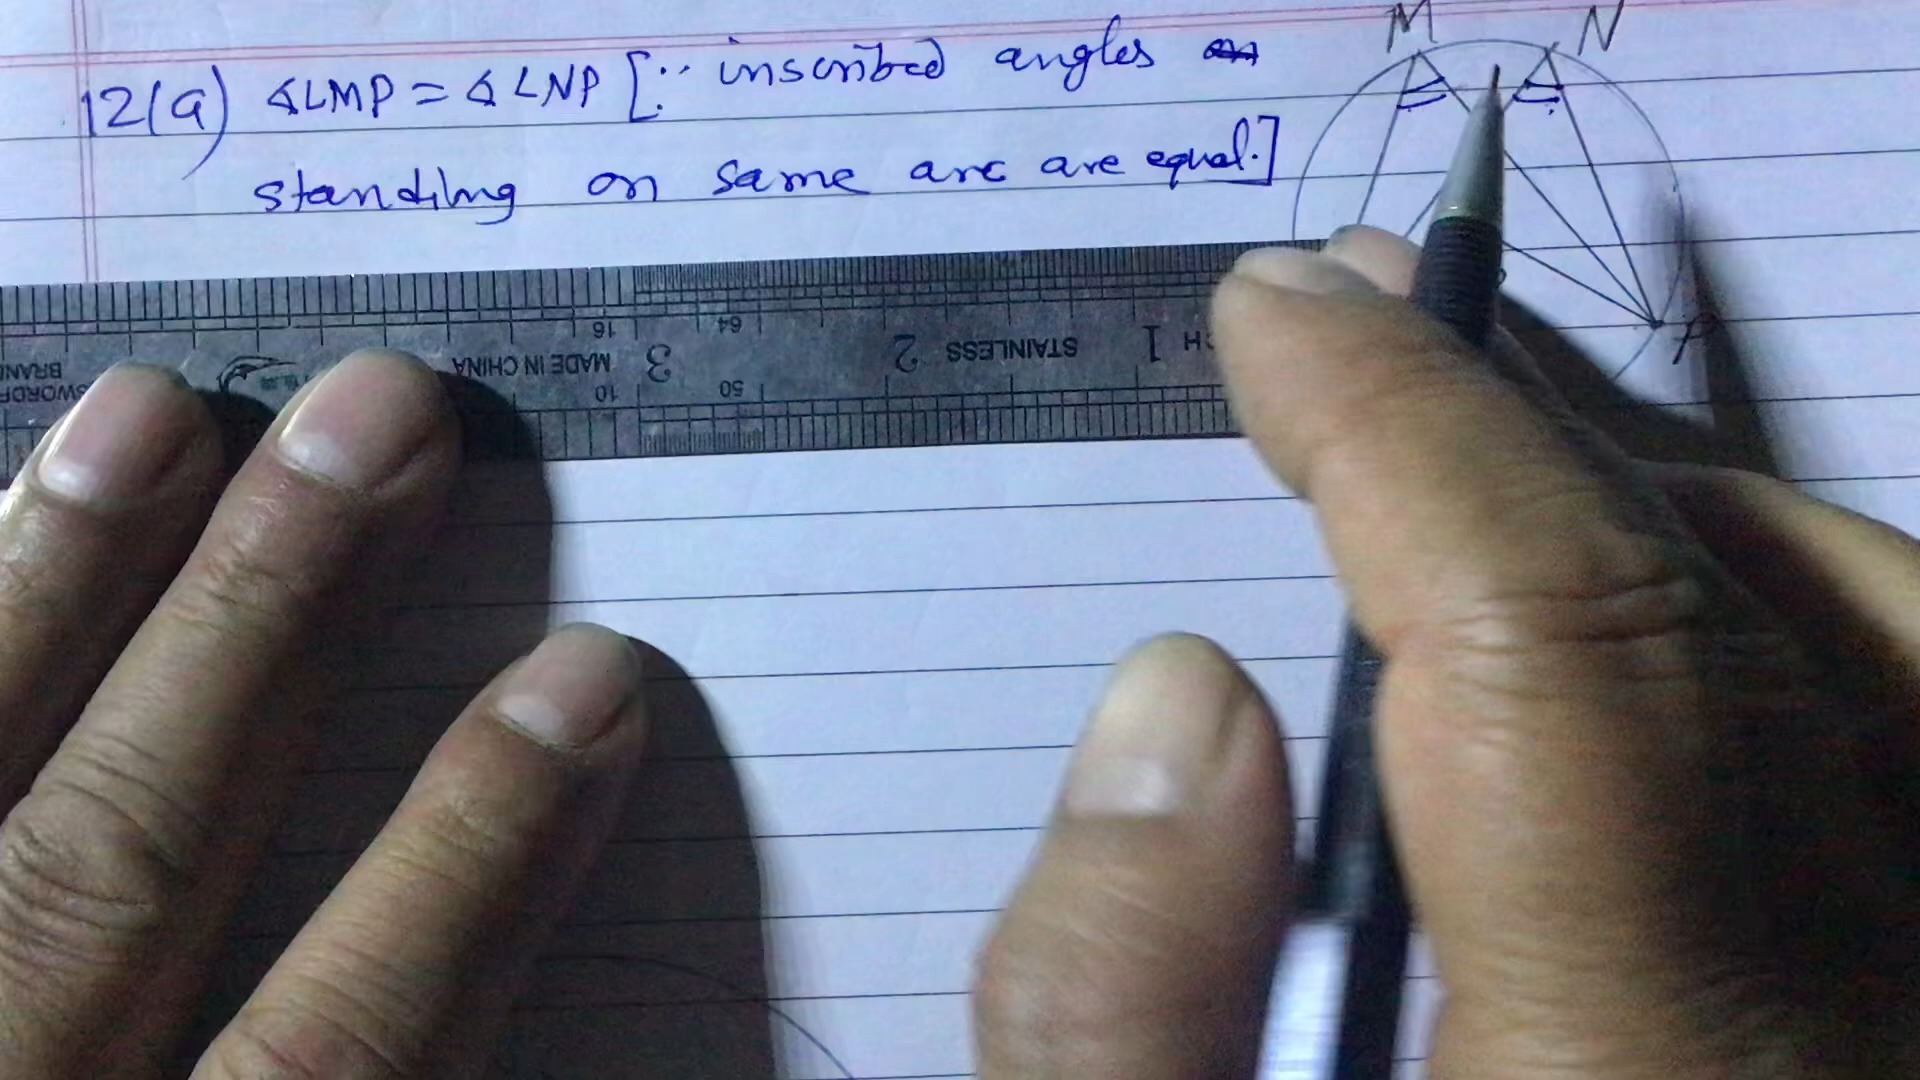 12(a) ∡LMP = ∡LNP [∵ inscribed angles
standing on same arc are equal.]
M N
P
16 64
BRAND MADE IN CHINA 3 2 STAINLESS 1
10 50